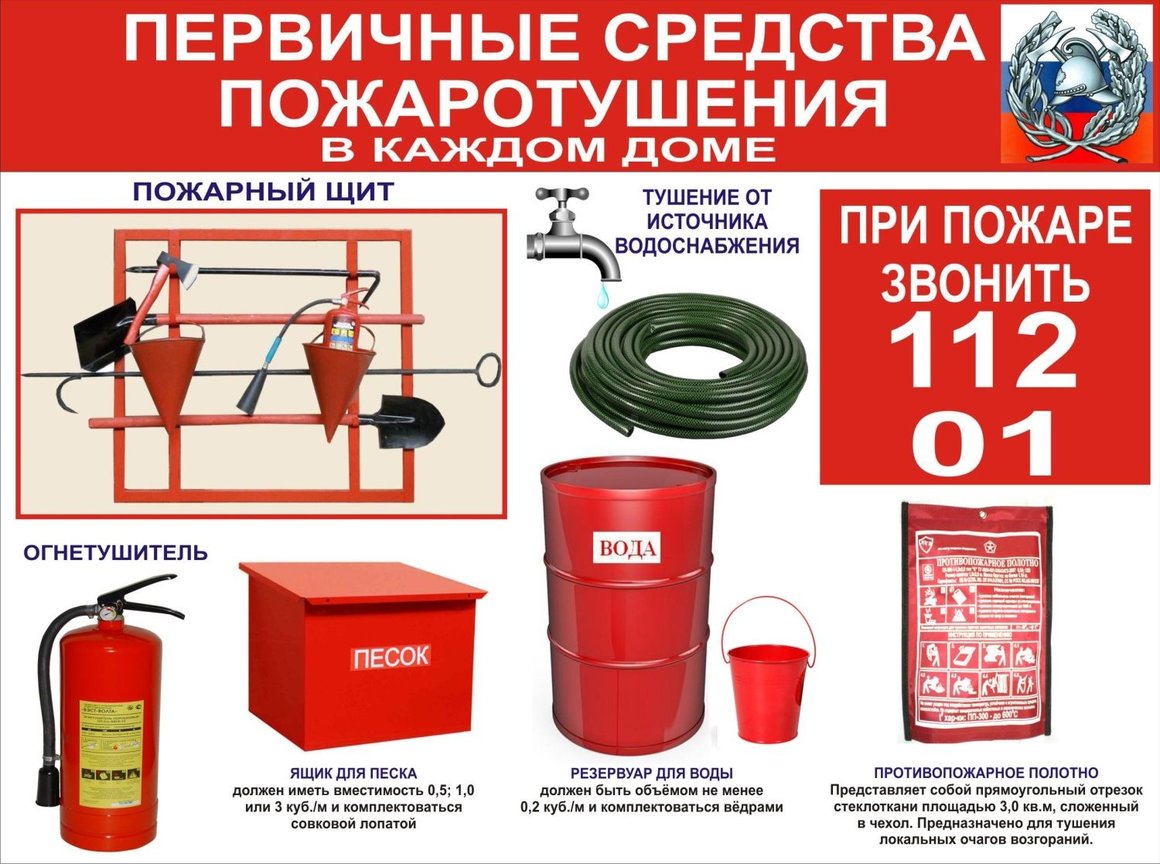 ПЕРВИЧНЫЕ СРЕДСТВА
ПОЖАРОТУШЕНИЯ
В КАЖДОМ ДОМЕ
ПОЖАРНЫЙ ЩИТ
ТУШЕНИЕ ОТ
ИСТОЧНИКА
ВОДОСНАБЖЕНИЯ
ПРИ ПОЖАРЕ
ЗВОНИТЬ
112
01
ОГНЕТУШИТЕЛЬ
ПЕСОК
ВОДА
ПРОТИВОПОЖАРНОЕ ПОЛОТНО
ИНСТРУКЦИЯ ПО ПРИМЕНЕНИЮ
ЯЩИК ДЛЯ ПЕСКА
должен иметь вместимость 0,5; 1,0
или 3 куб./м и комплектоваться
совковой лопатой
РЕЗЕРВУАР ДЛЯ ВОДЫ
должен быть объёмом не менее
0,2 куб./м и комплектоваться вёдрами
ПРОТИВОПОЖАРНОЕ ПОЛОТНО
Представляет собой прямоугольный отрезок
стеклоткани площадью 3,0 кв.м, сложенный
в чехол. Предназначено для тушения
локальных очагов возгораний.